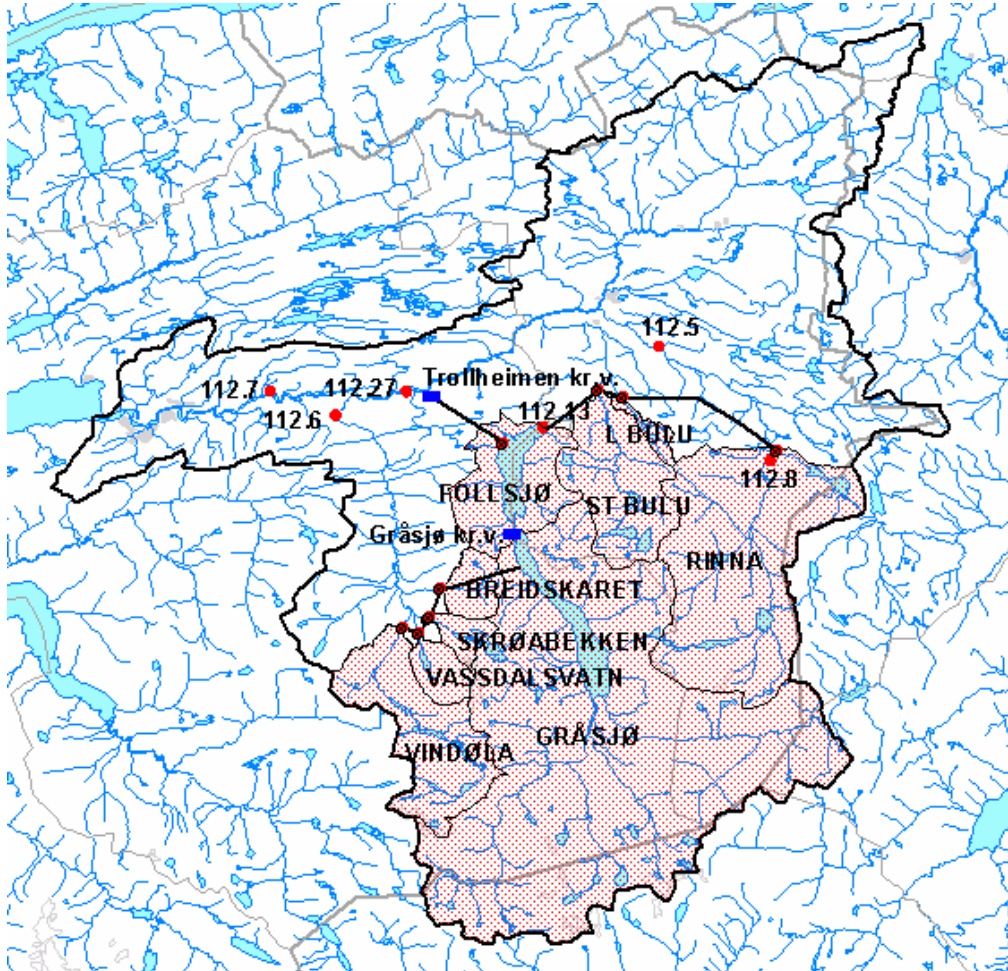 112.5
Trollheimen kr.v.
112.7
112.27
112.6
112.13
L BULU
112.8
FOLLSJØ
ST BULU
Gråsjø kr.v.
RINNA
BREIDSKARET
SKRØABEKKEN
VASSDALSVATN
GRÅSJØ
VINDØLA